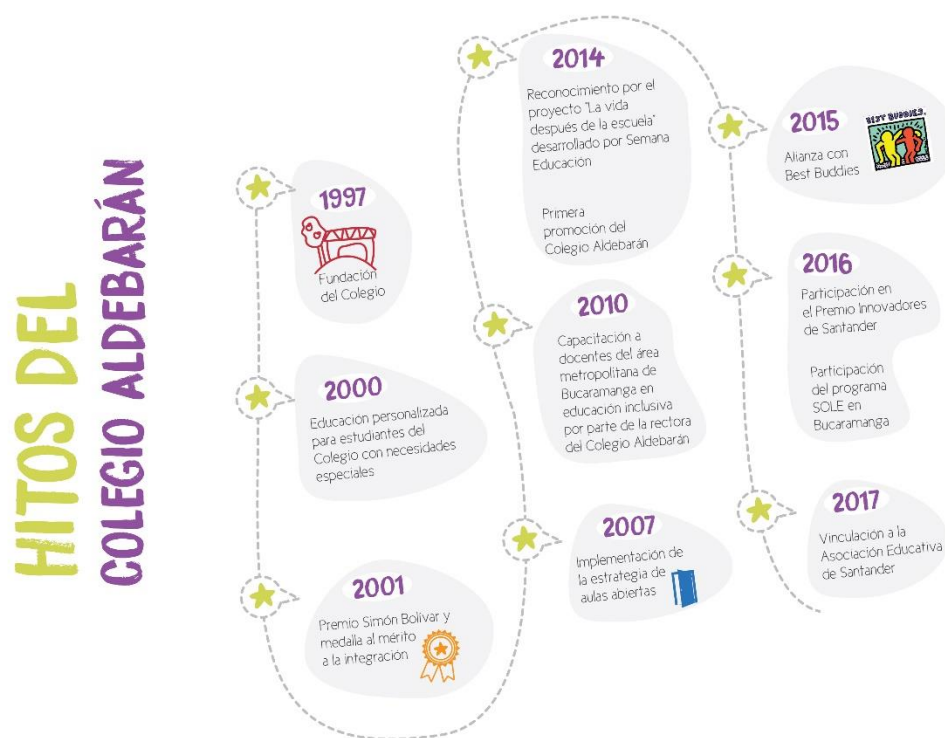 HITOS DEL
COLEGIO ALDEBARÁN
1997
Fundación
del Colegio
2000
Educación personalizada
para estudiantes del
Colegio con necesidades
especiales
2001
Premio Simón Bolívar y
medalla al mérito
a la integración
2007
Implementación de
la estrategia de
aulas abiertas
2010
Capacitación a
docentes del área
metropolitana de
Bucaramanga en
educación inclusiva
por parte de la rectora
del Colegio Aldebarán
2014
Reconocimiento por el
proyecto "La vida
después de la escuela"
desarrollado por Semana
Educación
Primera
promoción del
Colegio Aldebarán
2015
Alianza con
Best Buddies
BEST BUDDIES.
2016
Participación en
el Premio Innovadores
de Santander
Participación
del programa
SOLE en
Bucaramanga
2017
Vinculación a la
Asociación Educativa
de Santander